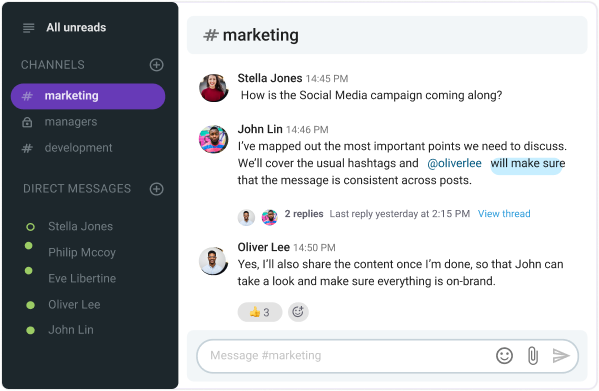 All unreads
CHANNELS
# marketing
managers
# development
DIRECT MESSAGES
Stella Jones
Philip Mccoy
Eve Libertine
Oliver Lee
John Lin
# marketing
Stella Jones 14:45 PM
How is the Social Media campaign coming along?
John Lin 14:46 PM
I’ve mapped out the most important points we need to discuss.
We’ll cover the usual hashtags and @oliverlee will make sure
that the message is consistent across posts.
2 replies Last reply yesterday at 2:15 PM View thread
Oliver Lee 14:50 PM
Yes, I’ll also share the content once I’m done, so that John can
take a look and make sure everything is on-brand.
👍 3
Message #marketing